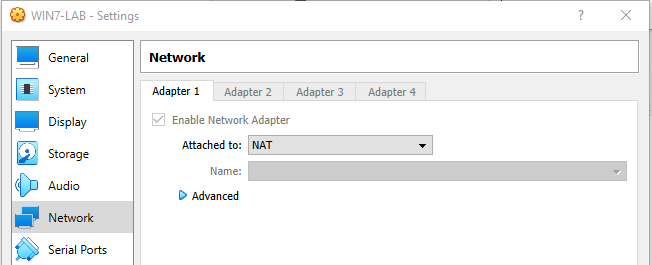 WIN7-LAB - Settings
?
General
System
Display
Storage
Audio
Network
Serial Ports
Network
Adapter 1 Adapter 2 Adapter 3 Adapter 4
Enable Network Adapter
Attached to: NAT
Name:
Advanced